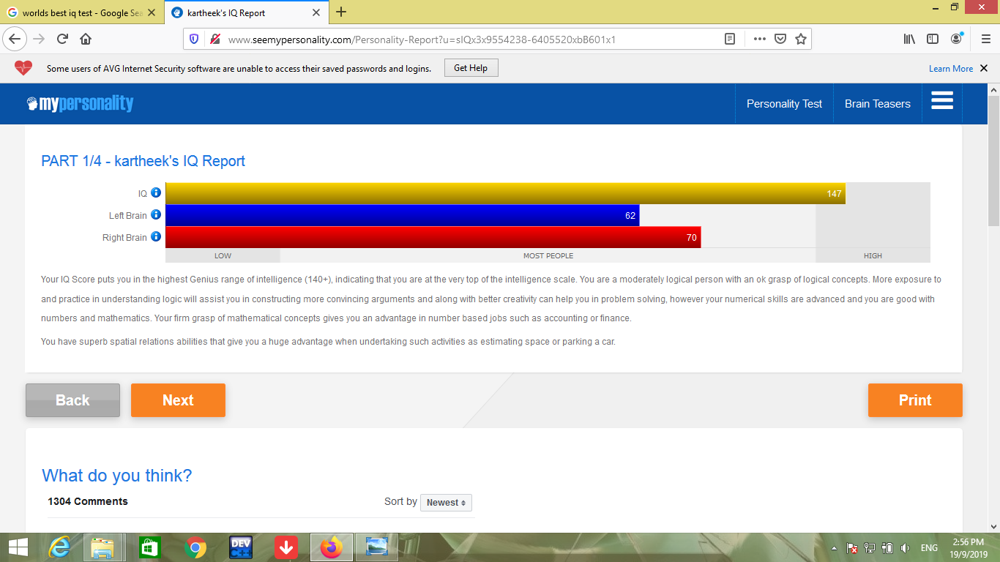 worlds best iq test - Google Sea
kartheek's IQ Report
www.seemypersonality.com/Personality-Report?u=sIQx3x9554238-6405520xbB601x1
Some users of AVG Internet Security software are unable to access their saved passwords and logins.
Get Help
Learn More
mypersonality
Personality Test
Brain Teasers
PART 1/4 - kartheek's IQ Report
IQ
147
Left Brain
62
Right Brain
70
LOW
MOST PEOPLE
HIGH
Your IQ Score puts you in the highest Genius range of intelligence (140+), indicating that you are at the very top of the intelligence scale. You are a moderately logical person with an ok grasp of logical concepts. More exposure to
and practice in understanding logic will assist you in constructing more convincing arguments and along with better creativity can help you in problem solving, however your numerical skills are advanced and you are good with
numbers and mathematics. Your firm grasp of mathematical concepts gives you an advantage in number based jobs such as accounting or finance.
You have superb spatial relations abilities that give you a huge advantage when undertaking such activities as estimating space or parking a car.
Back
Next
Print
What do you think?
1304 Comments
Sort by
Newest
DEV
C++
ENG
2:56 PM
19/9/2019